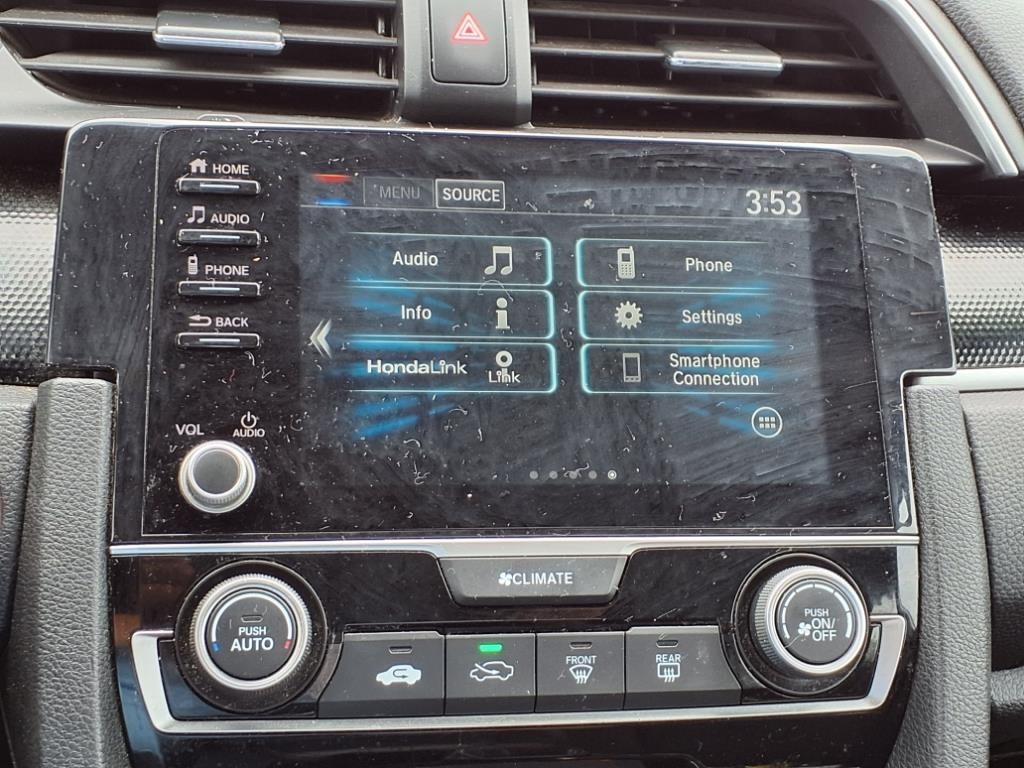 HOME
MENU
SOURCE
3:53
AUDIO
PHONE
BACK
Audio
Phone
Info
Settings
HondaLink
Link
Smartphone
Connection
VOL
AUDIO
CLIMATE
PUSH
AUTO
FRONT
REAR
PUSH
ON/
OFF